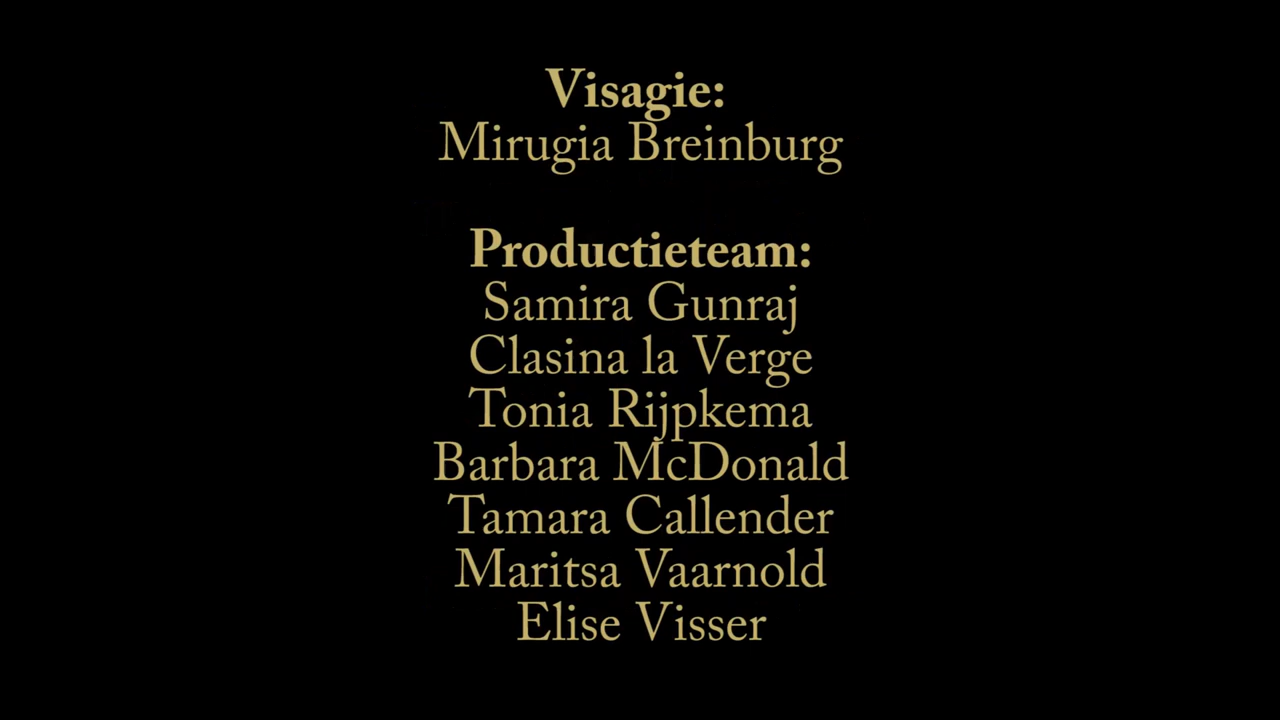 Visagie:
Mirugia Breinburg
Productieteam:
Samira Gunraj
Clasina la Verge
Tonia Rijpkema
Barbara McDonald
Tamara Callender
Maritsa Vaarnold
Elise Visser